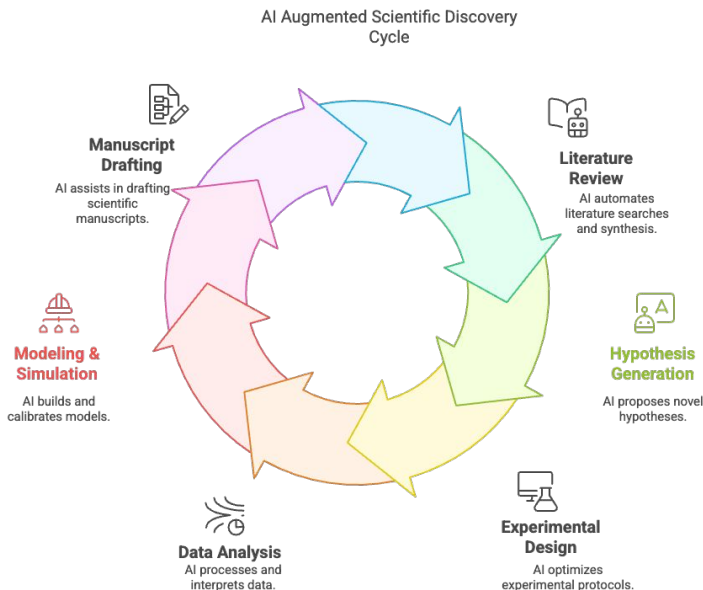 AI Augmented Scientific Discovery
Cycle
Manuscript
Drafting
AI assists in drafting
scientific
manuscripts.
Literature
Review
AI automates
literature searches
and synthesis.
Modeling &
Simulation
AI builds and
calibrates models.
Hypothesis
Generation
AI proposes novel
hypotheses.
Data Analysis
AI processes and
interprets data.
Experimental
Design
AI optimizes
experimental protocols.